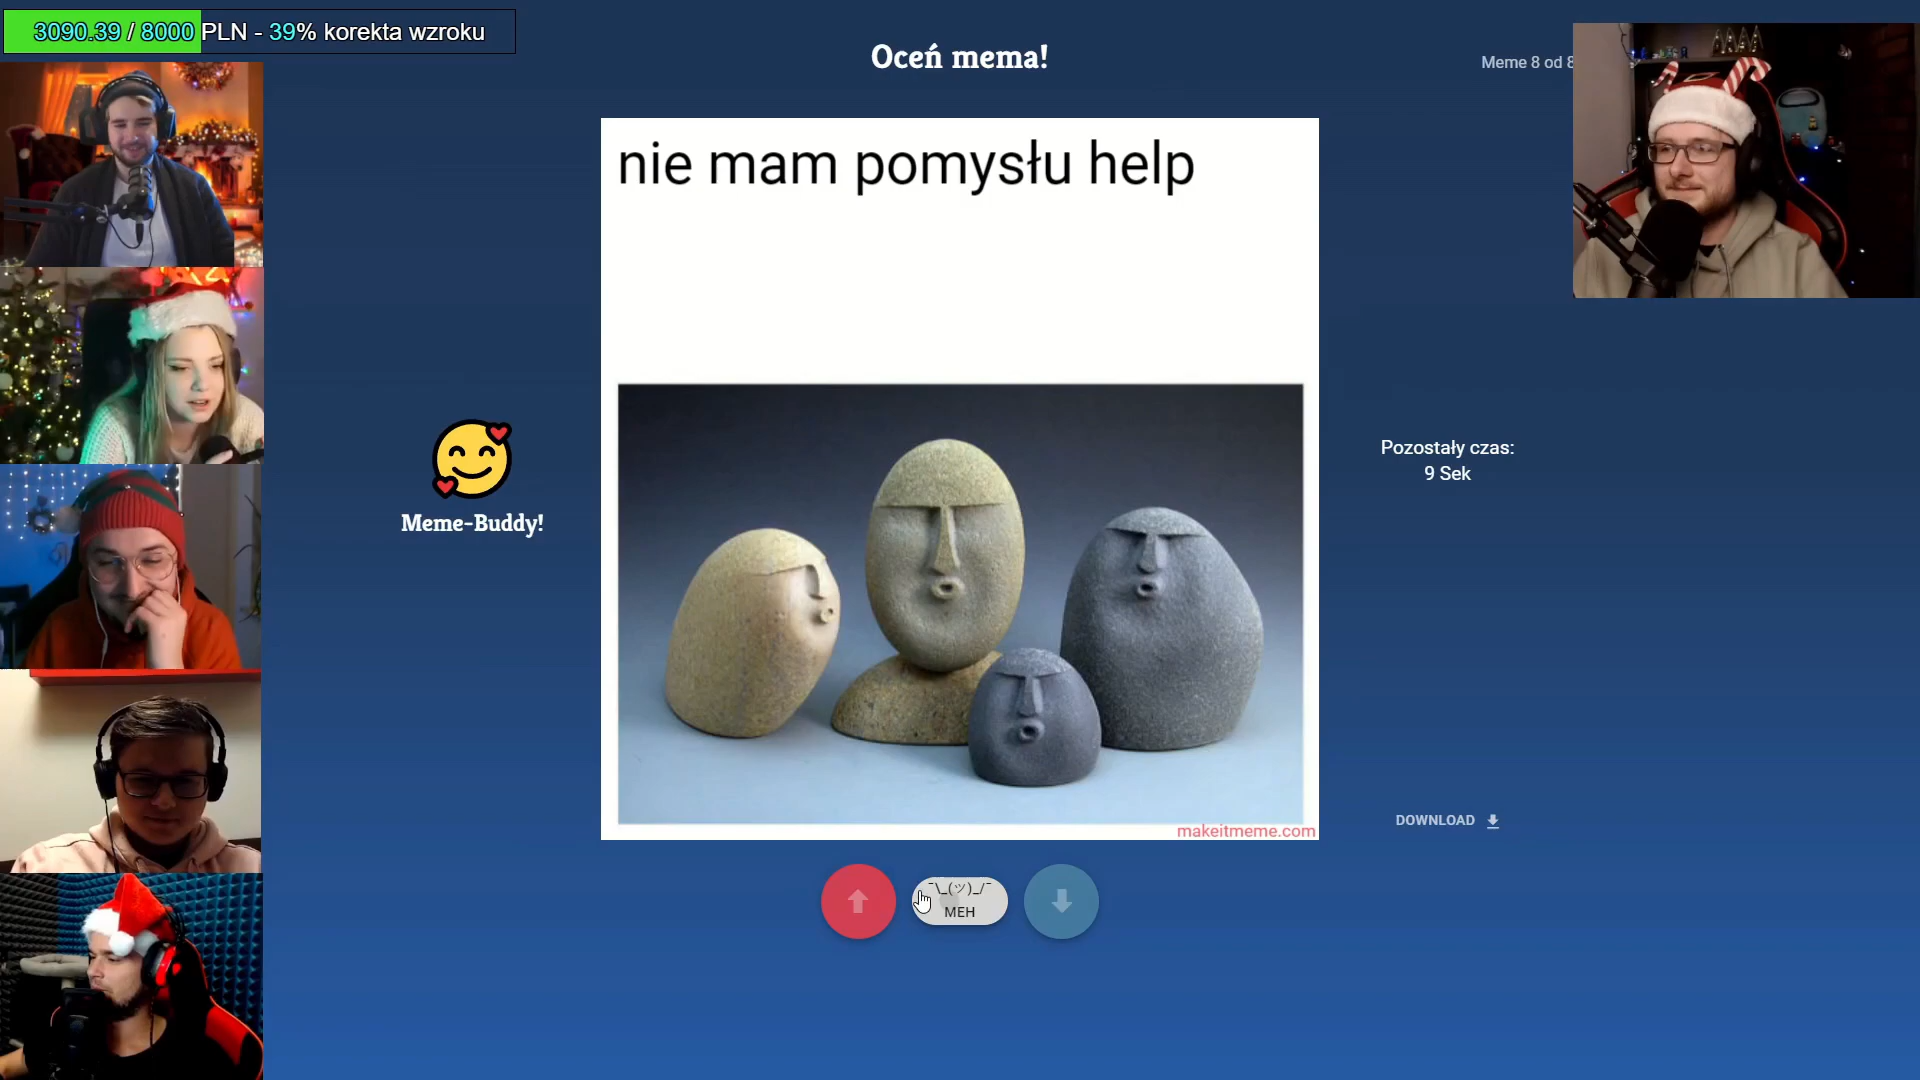 3090.39 / 8000 PLN - 39% korekta wzroku
Oceń mema!
Meme 8 od 8
nie mam pomysłu help
Meme-Buddy!
Pozostały czas:
9 Sek
makeitmeme.com
DOWNLOAD
¯\_(ツ)_/¯
MEH